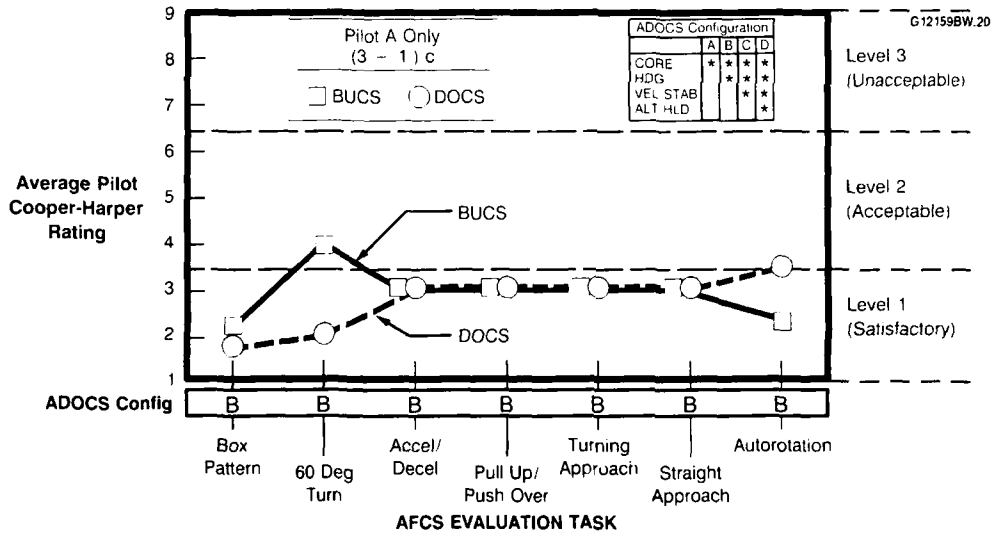 G12159BW.20
Pilot A Only
(3 - 1) c
BUCS DOCS
ADOCS Configuration
A B C D
CORE * * * *
HDG * * *
VEL STAB * *
ALT HLD *
9
8
7
6
5
4
3
2
1
Average Pilot
Cooper-Harper
Rating
Level 3
(Unacceptable)
Level 2
(Acceptable)
Level 1
(Satisfactory)
BUCS
DOCS
ADOCS Config B B B B B B B
Box
Pattern
60 Deg
Turn
Accel/
Decel
Pull Up/
Push Over
Turning
Approach
Straight
Approach
Autorotation
AFCS EVALUATION TASK